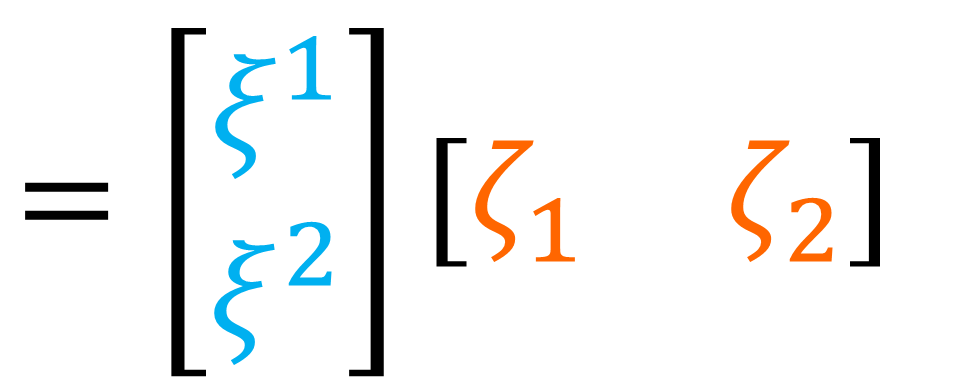 = [ξ¹ ξ²] [ζ₁ ζ₂]